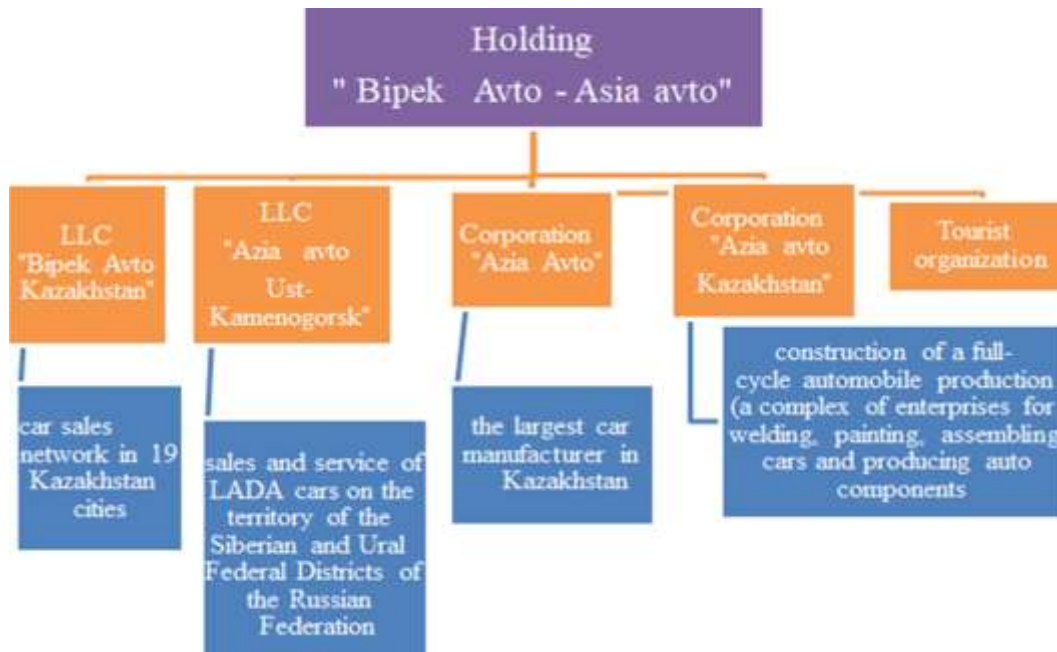 Holding
" Bipek Avto - Asia avto"
LLC
"Bipek Avto
Kazakhstan"
LLC
"Azia avto
Ust-
Kamenogorsk"
Corporation
"Azia Avto"
Corporation
"Azia avto
Kazakhstan"
Tourist
organization
car sales
network in 19
Kazakhstan
cities
sales and service of
LADA cars on the
territory of the
Siberian and Ural
Federal Districts of
the Russian
Federation
the largest car
manufacturer in
Kazakhstan
construction of a full-
cycle automobile production
(a complex of enterprises for
welding, painting, assembling
cars and producing auto
components